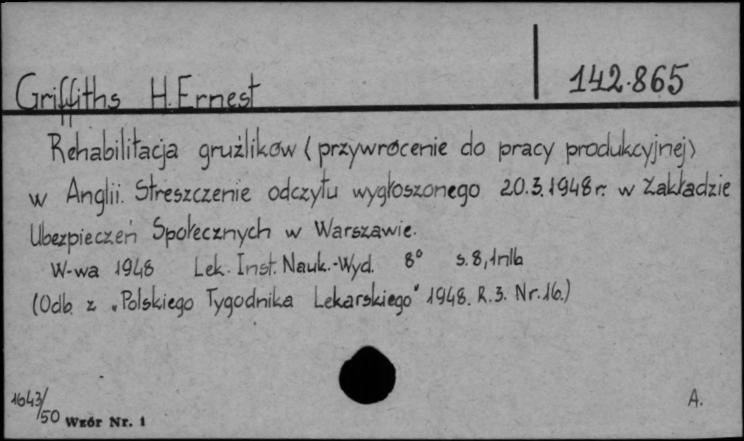 Griffiths H. Ernest
142.865
Rehabilitacja gruźlików (przywrócenie do pracy produkcyjnej)
w Anglii. Streszczenie odczytu wygłoszonego 20.3.1948 r. w Zakładzie
Ubezpieczeń Społecznych w Warszawie.
W-wa 1948 Lek. Inst. Nauk.-Wyd. 8° s. 8, 1nlb
(Odb. z "Polskiego Tygodnika Lekarskiego" 1948. R.3. Nr.16.)
1643/50
Wzór Nr. 1
A.